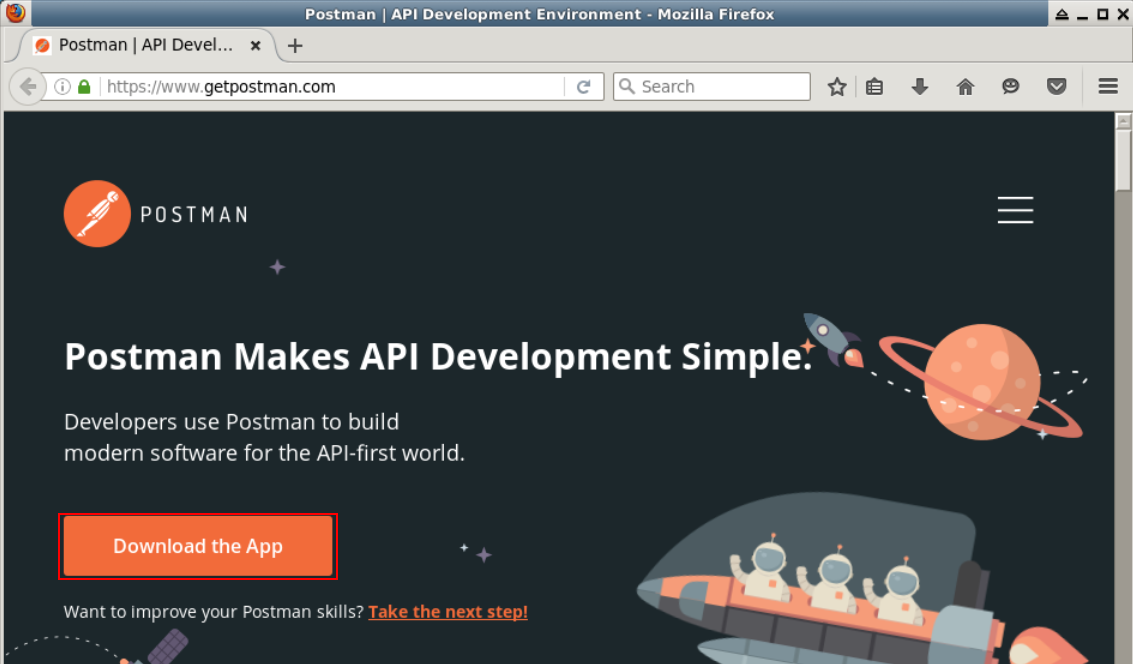 Postman | API Development Environment - Mozilla Firefox
Postman | API Devel...
https://www.getpostman.com
Search
POSTMAN
Postman Makes API Development Simple.
Developers use Postman to build
modern software for the API-first world.
Download the App
Want to improve your Postman skills? Take the next step!